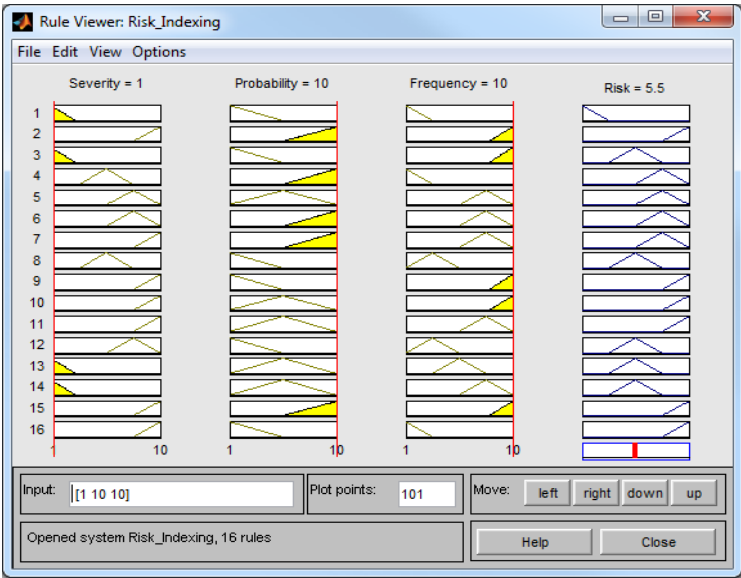 Rule Viewer: Risk_Indexing
File Edit View Options
Severity = 1 Probability = 10 Frequency = 10 Risk = 5.5
1
2
3
4
5
6
7
8
9
10
11
12
13
14
15
16
1 10 1 10 1 10
Input: [1 10 10] Plot points: 101 Move: left right down up
Opened system Risk_Indexing, 16 rules Help Close